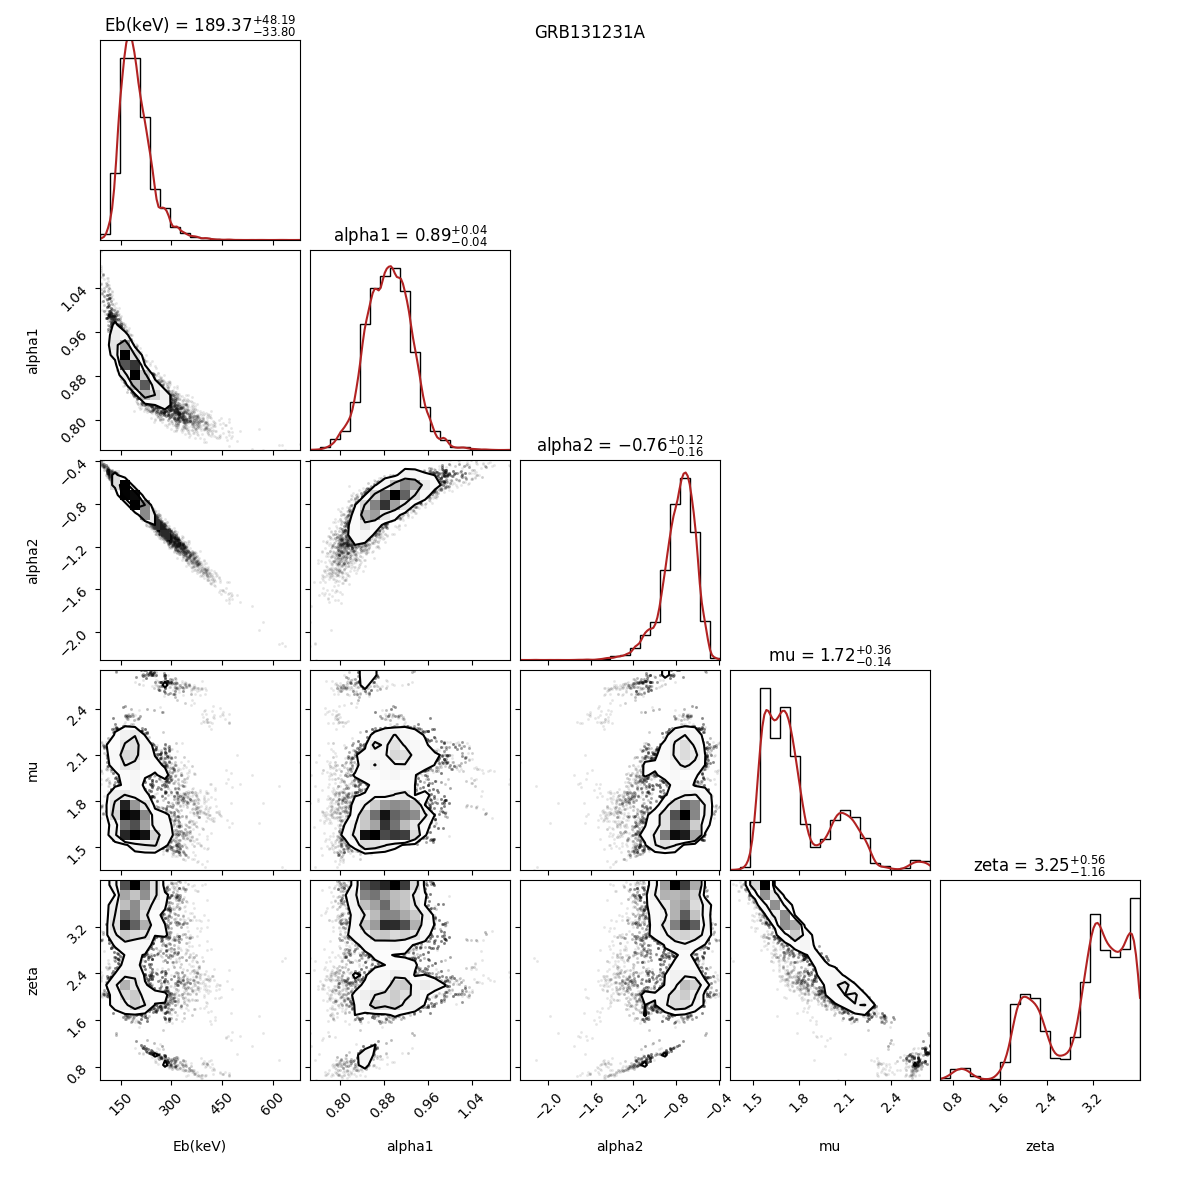 Eb(keV) = 189.37+48.19−33.80
GRB131231A
alpha1 = 0.89+0.04−0.04
1.04
0.96
0.88
0.80
alpha1
alpha2 = −0.76+0.12−0.16
−0.4
−0.8
−1.2
−1.6
−2.0
alpha2
mu = 1.72+0.36−0.14
2.4
2.1
1.8
1.5
mu
zeta = 3.25+0.56−1.16
3.2
2.4
1.6
0.8
zeta
150 300 450 600
0.80 0.88 0.96 1.04
−2.0 −1.6 −1.2 −0.8 −0.4
1.5 1.8 2.1 2.4
0.8 1.6 2.4 3.2
Eb(keV) alpha1 alpha2 mu zeta